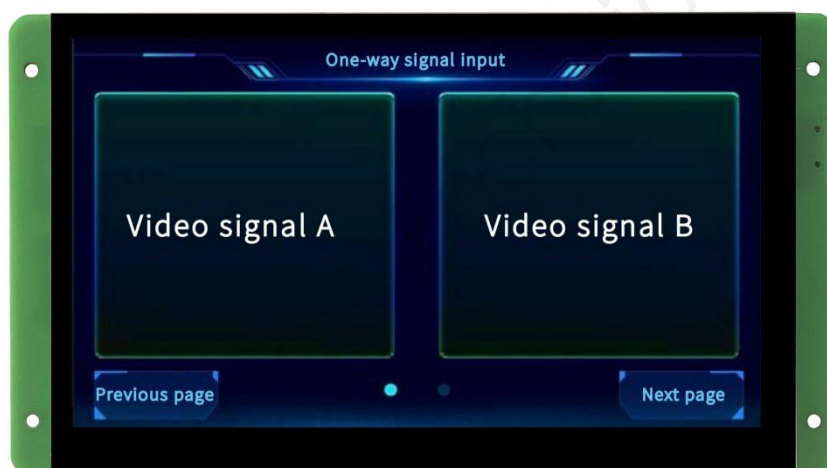 One-way signal input
Video signal A
Video signal B
Previous page
Next page